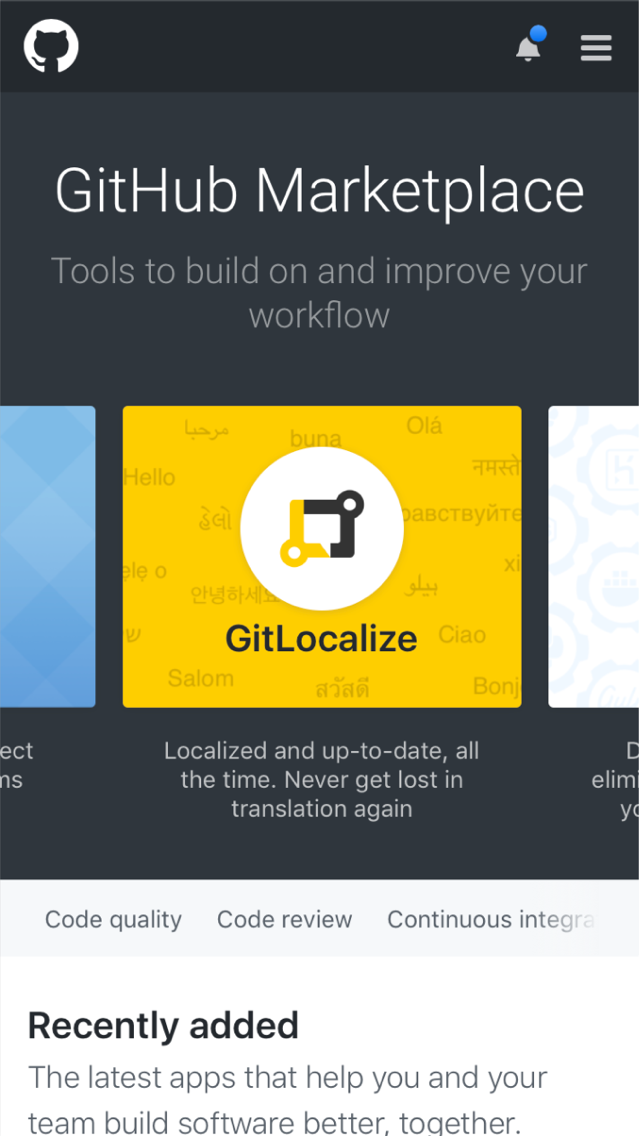 GitHub Marketplace
Tools to build on and improve your
workflow
مرحبا
buna
Olá
Hello
नमस्ते
હેલો
равствуйте
ẹlẹ o
xi
안녕하세요
ہیلو
ש
GitLocalize
Ciao
Salom
สวัสดี
Bonj
ect
ms
Localized and up-to-date, all
the time. Never get lost in
translation again
D
elimi
yo
Code quality
Code review
Continuous integra
Recently added
The latest apps that help you and your
team build software better, together.